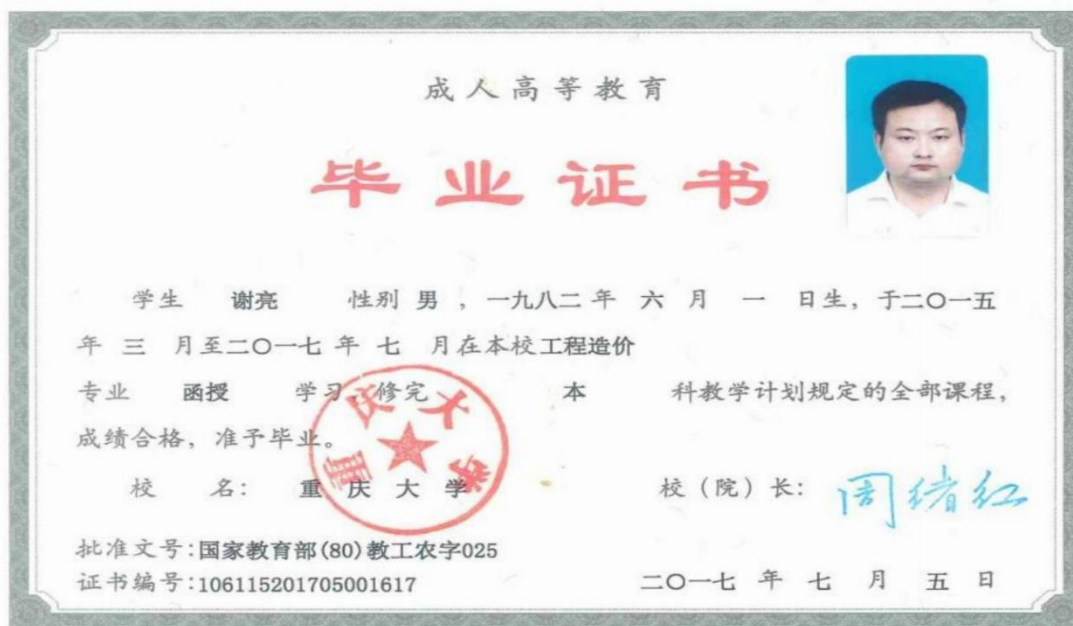 成人高等教育
毕业证书
学生 谢亮 性别 男 ，一九八二 年 六 月 一 日生，于二〇一五
年 三 月至二〇一七 年 七 月在本校工程造价
专业 函授 学习，修完 本 科教学计划规定的全部课程，
成绩合格，准予毕业。
重庆大学
校 名： 重 庆 大 学 校（院）长： 周绪红
批准文号：国家教育部(80)教工农字025
证书编号：106115201705001617 二〇一七 年 七 月 五 日